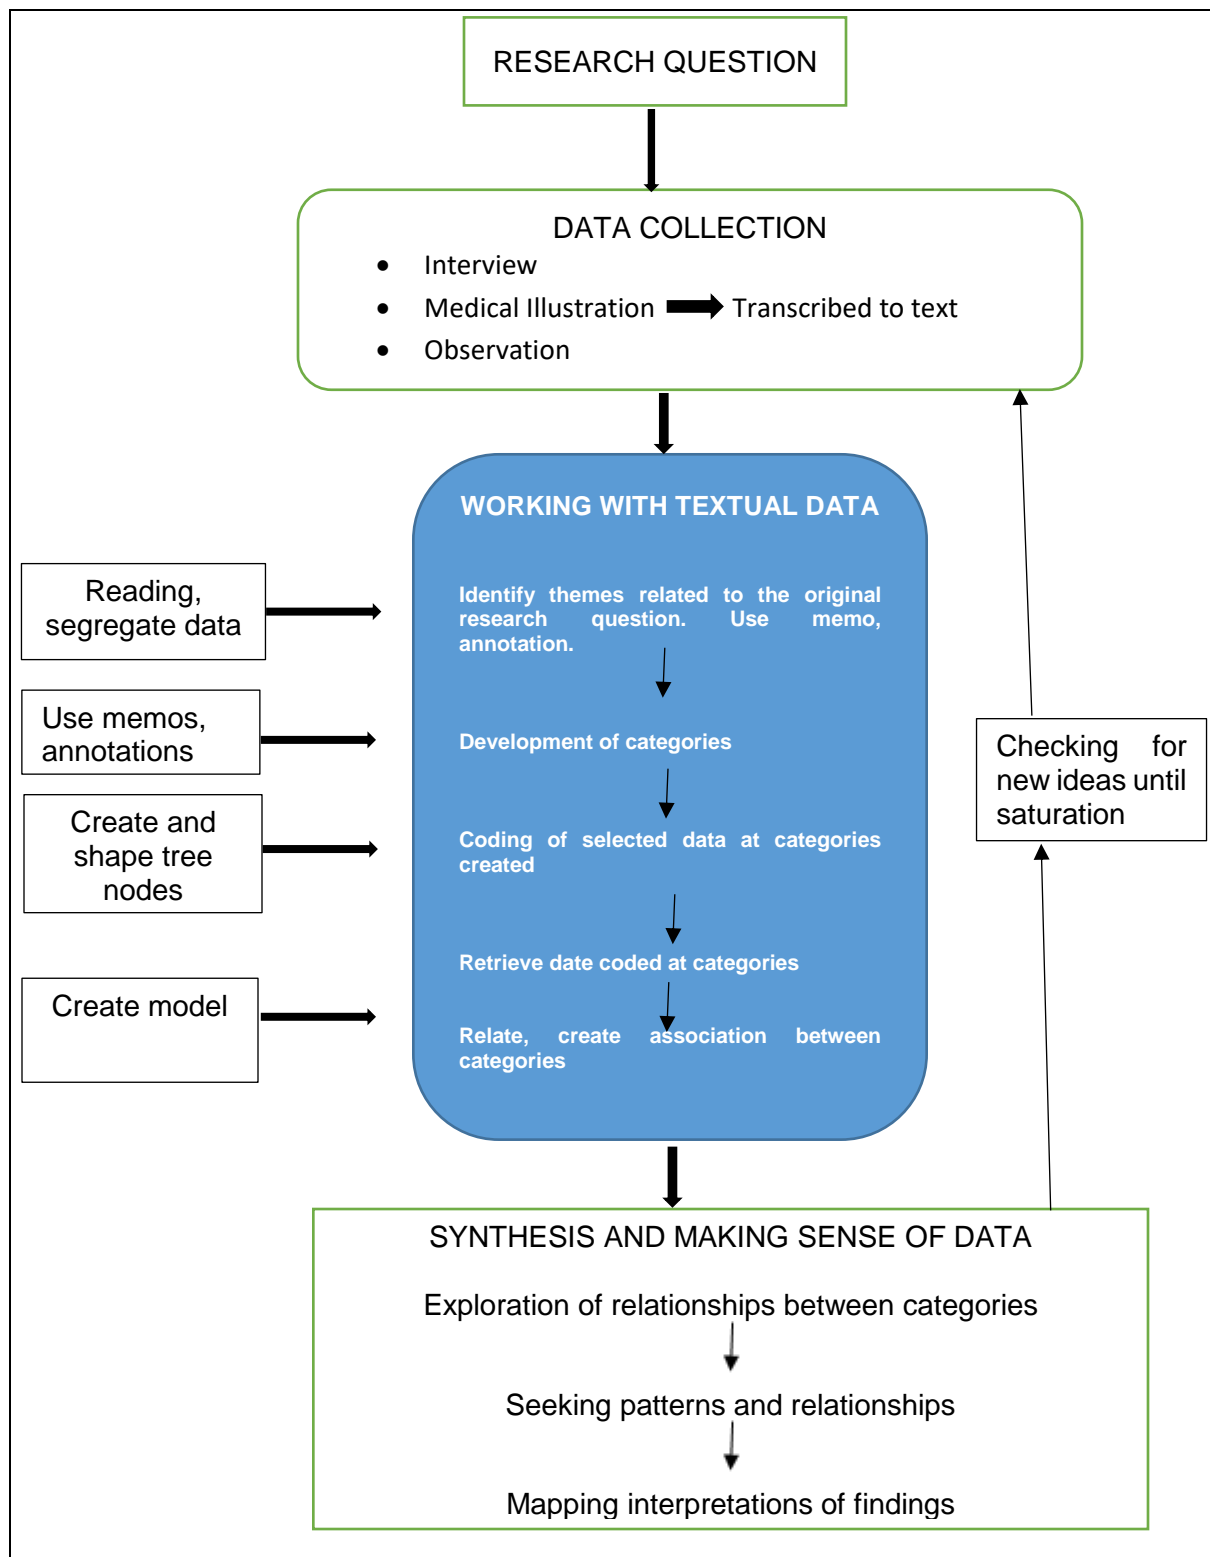 RESEARCH QUESTION
DATA COLLECTION
• Interview
• Medical Illustration Transcribed to text
• Observation
WORKING WITH TEXTUAL DATA
Identify themes related to the original
research question. Use memo,
annotation.
Development of categories
Coding of selected data at categories
created
Retrieve date coded at categories
Relate, create association between
categories
Reading,
segregate data
Use memos,
annotations
Create and
shape tree
nodes
Create model
Checking for
new ideas until
saturation
SYNTHESIS AND MAKING SENSE OF DATA
Exploration of relationships between categories
Seeking patterns and relationships
Mapping interpretations of findings